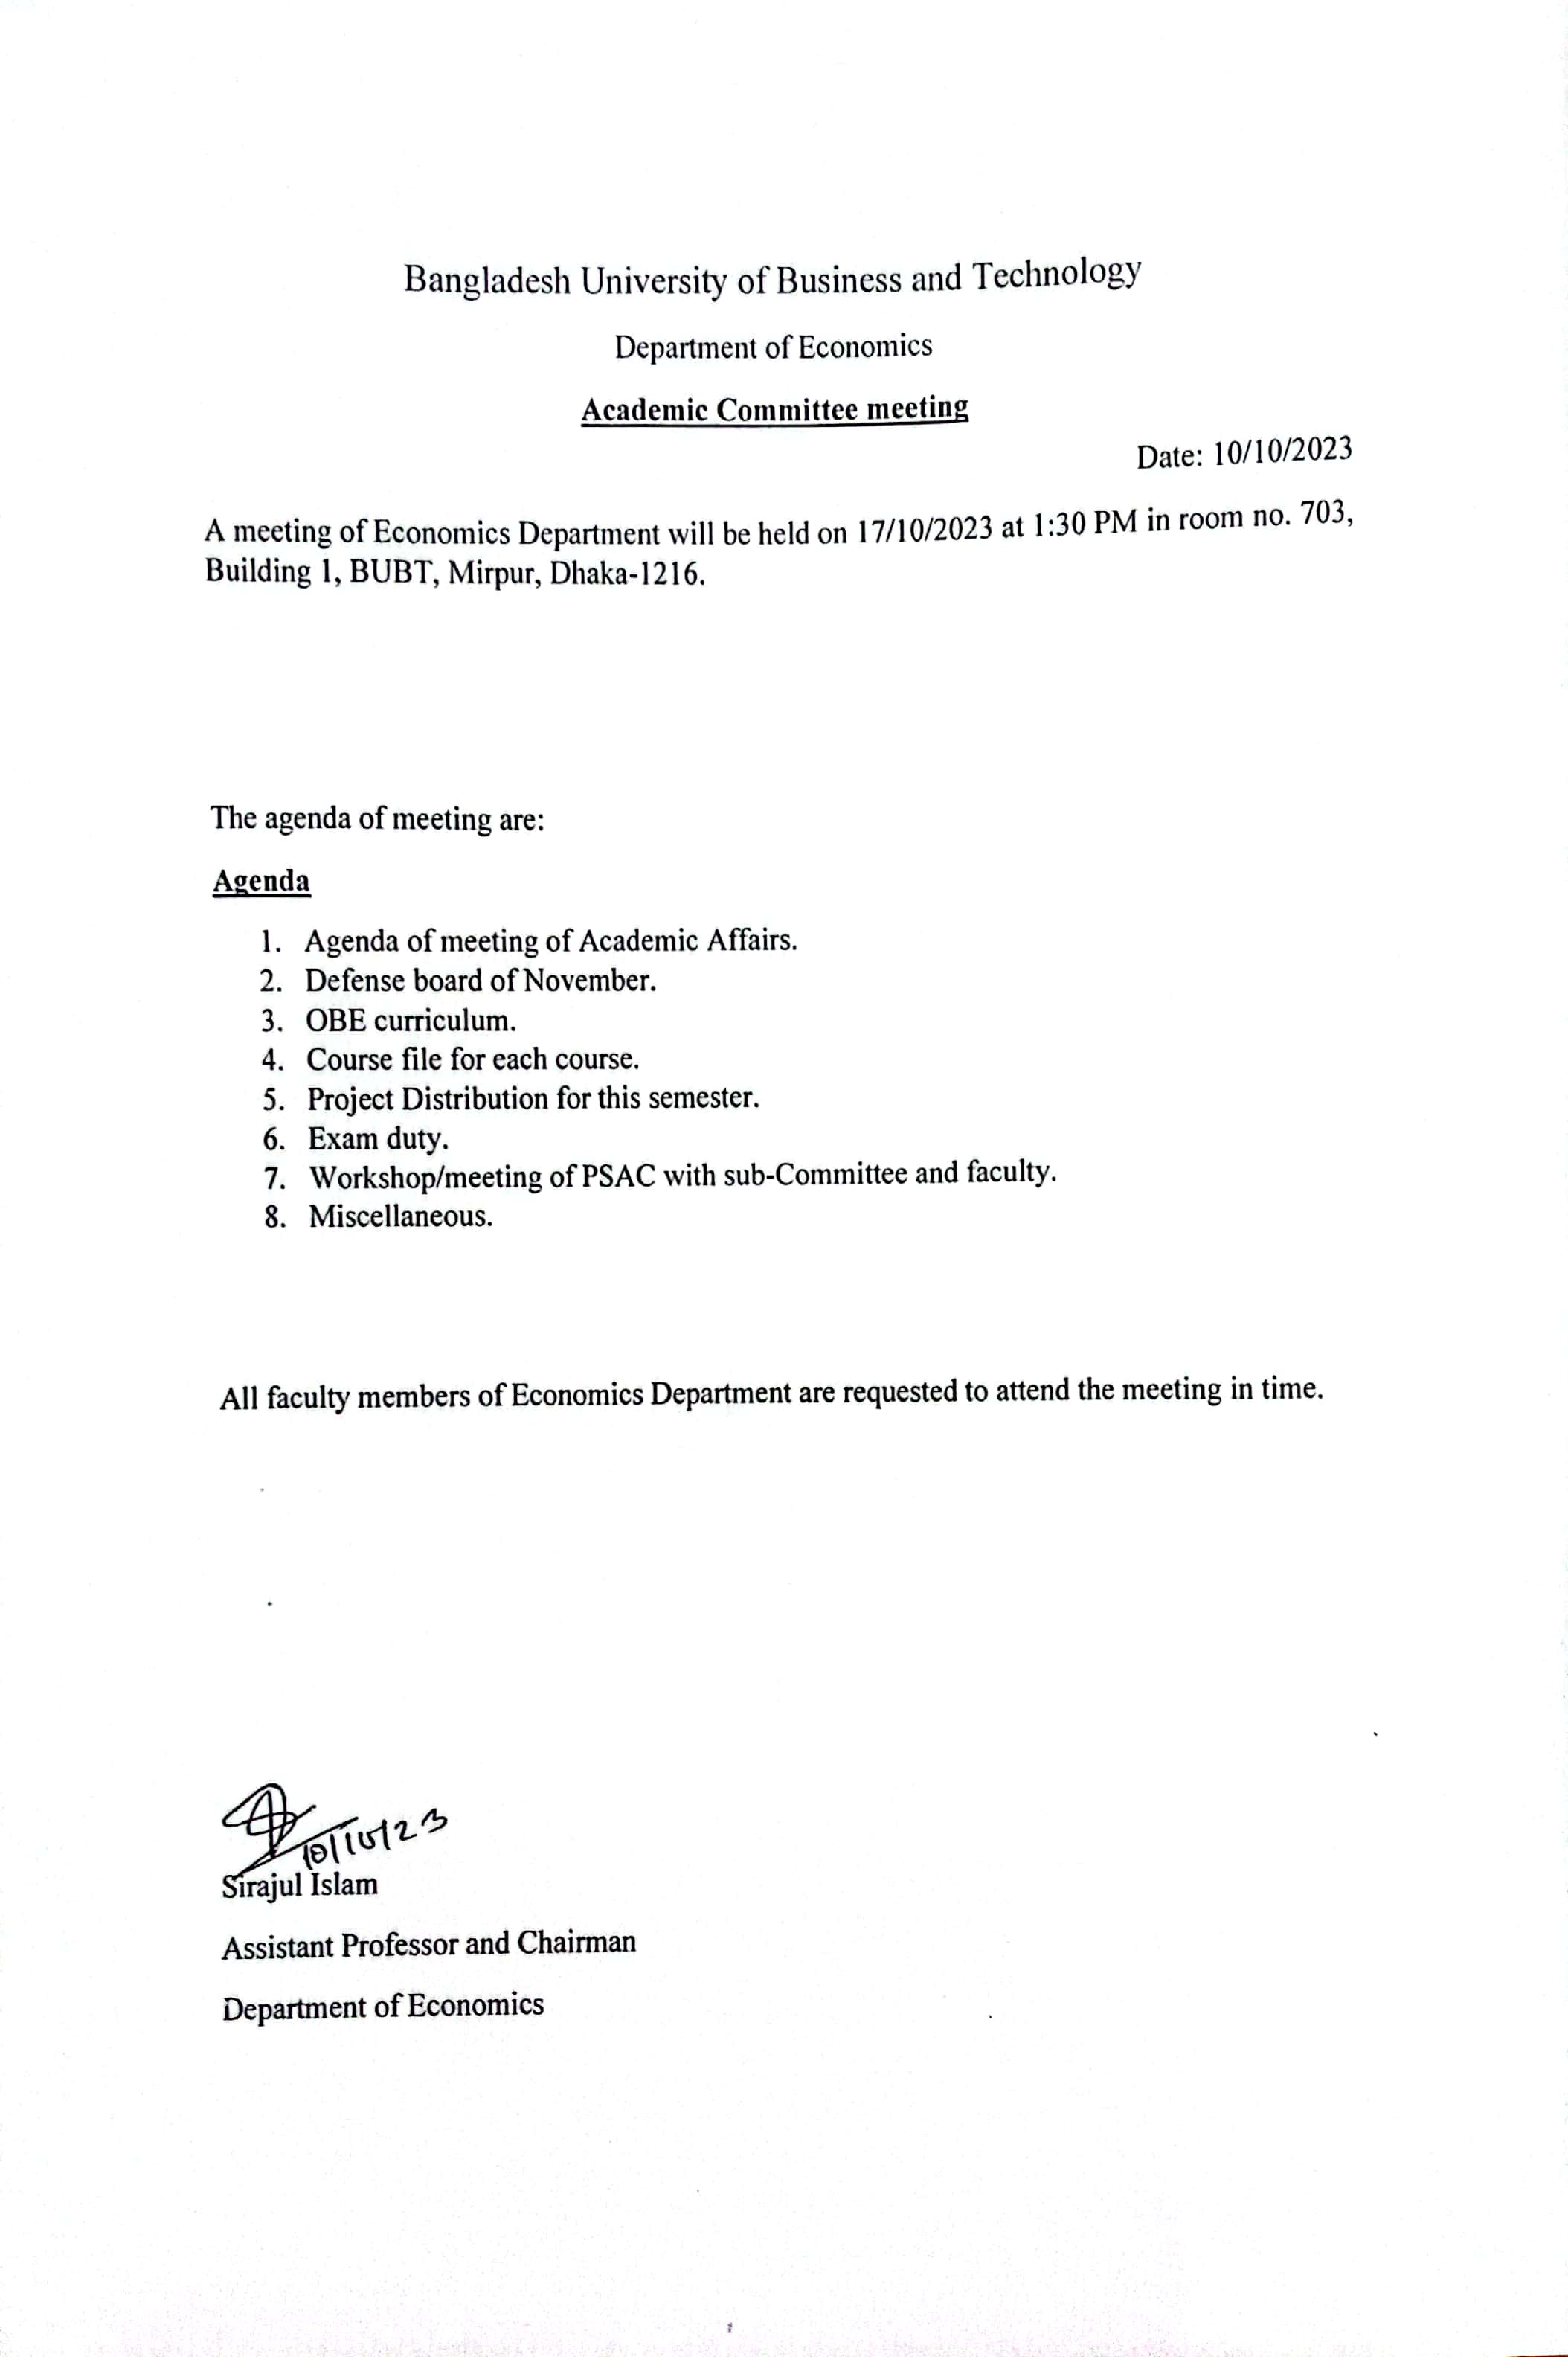 Bangladesh University of Business and Technology
Department of Economics
Academic Committee meeting
Date: 10/10/2023
A meeting of Economics Department will be held on 17/10/2023 at 1:30 PM in room no. 703,
Building 1, BUBT, Mirpur, Dhaka-1216.
The agenda of meeting are:
Agenda
1. Agenda of meeting of Academic Affairs.
2. Defense board of November.
3. OBE curriculum.
4. Course file for each course.
5. Project Distribution for this semester.
6. Exam duty.
7. Workshop/meeting of PSAC with sub-Committee and faculty.
8. Miscellaneous.
All faculty members of Economics Department are requested to attend the meeting in time.
10/10/23
Sirajul Islam
Assistant Professor and Chairman
Department of Economics